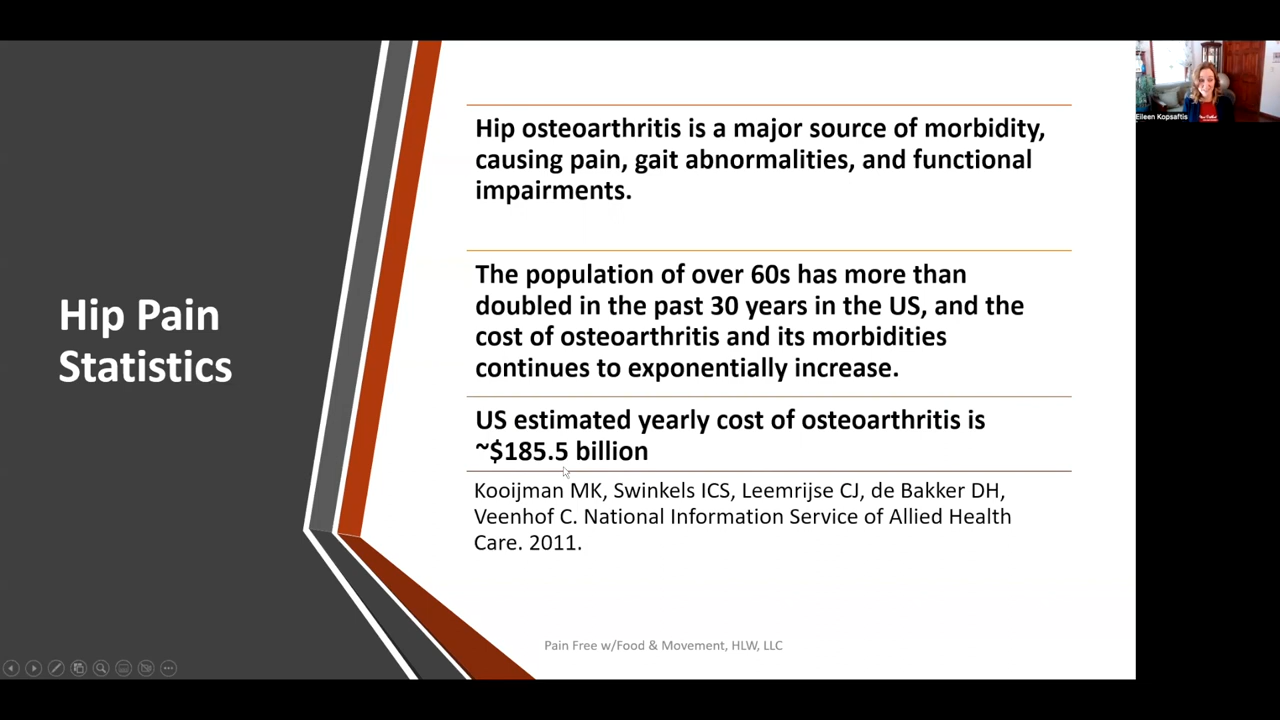 Hip Pain
Statistics
Hip osteoarthritis is a major source of morbidity,
causing pain, gait abnormalities, and functional
impairments.
The population of over 60s has more than
doubled in the past 30 years in the US, and the
cost of osteoarthritis and its morbidities
continues to exponentially increase.
US estimated yearly cost of osteoarthritis is
~$185.5 billion
Kooijman MK, Swinkels ICS, Leemrijse CJ, de Bakker DH,
Veenhof C. National Information Service of Allied Health
Care. 2011.
Pain Free w/Food & Movement, HLW, LLC
Eileen Kopsaftis